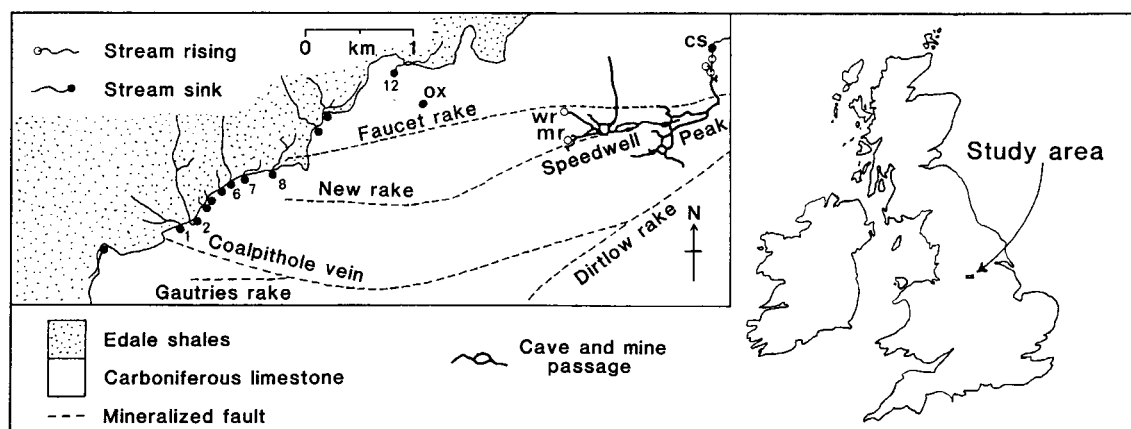 Stream rising
Stream sink
0 km 1
12
ox
cs
Faucet rake
wr
mr
Speedwell
Peak
6
7
8
New rake
2
1
Coalpithole vein
Gautries rake
Dirtlow rake
N
Study area
Edale shales
Carboniferous limestone
Mineralized fault
Cave and mine
passage